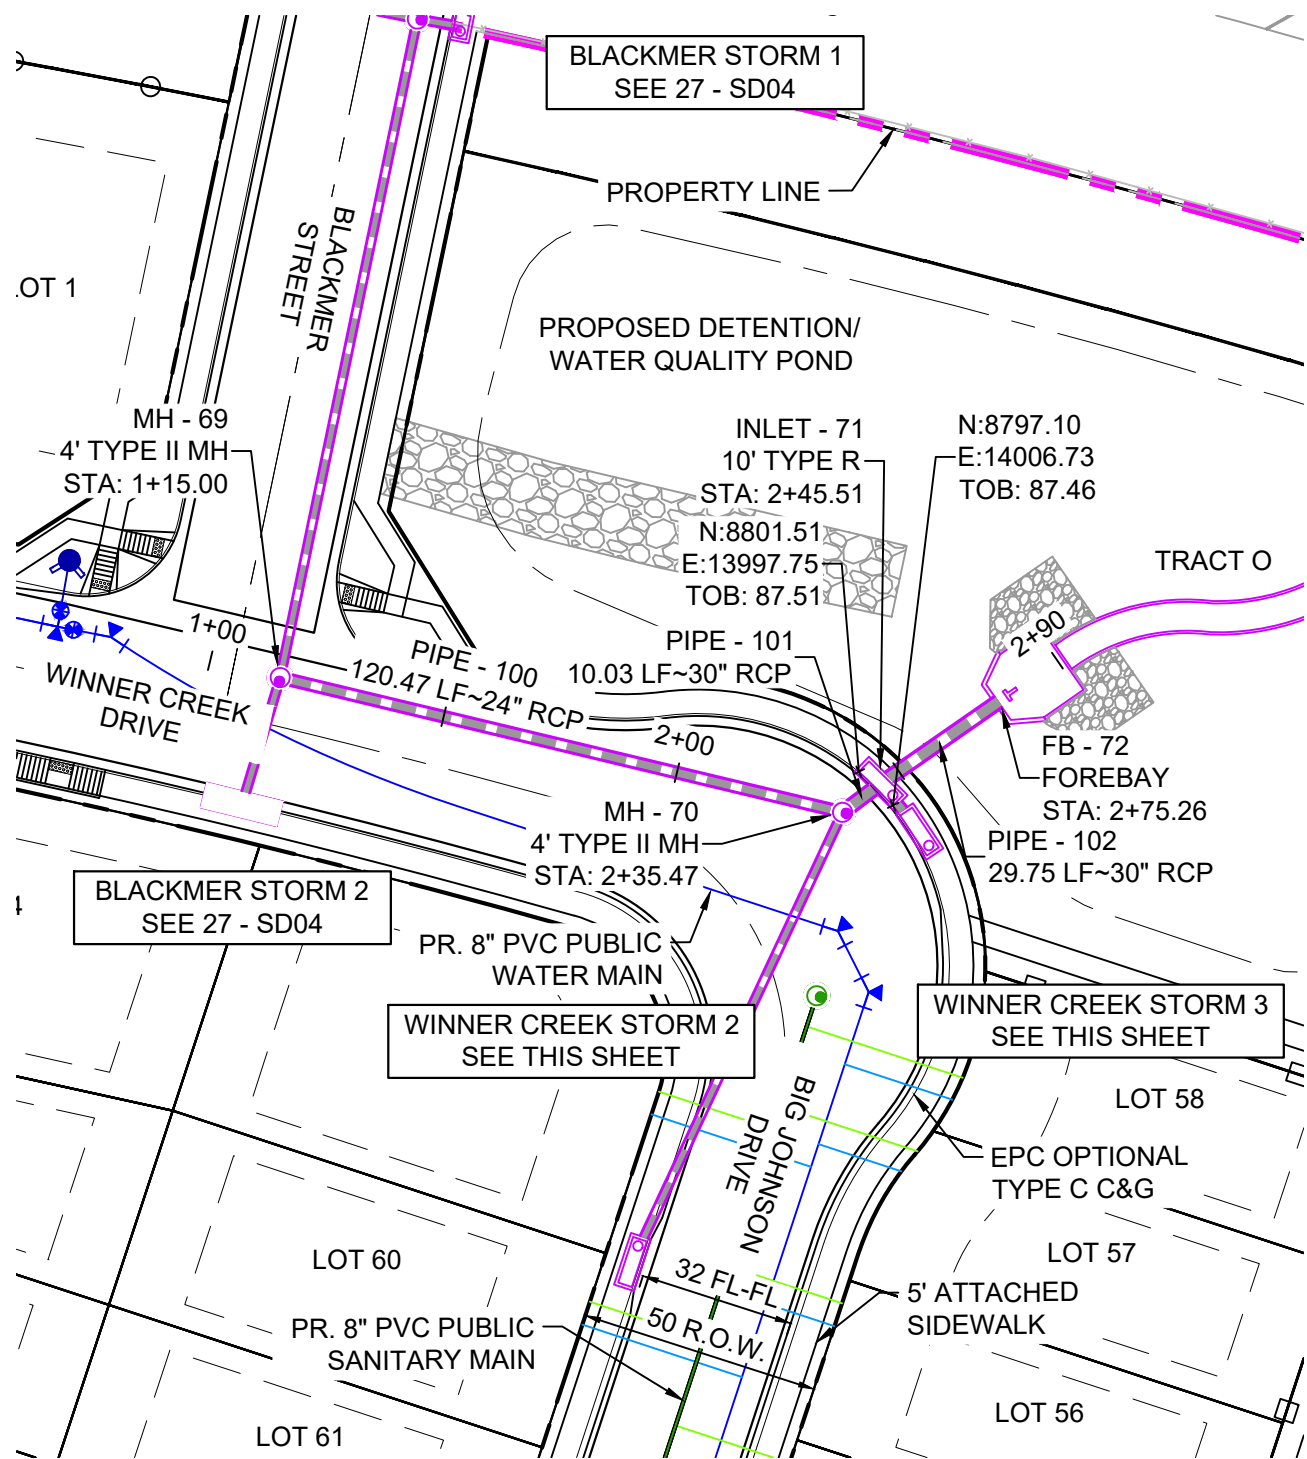 BLACKMER STORM 1
SEE 27 - SD04
PROPERTY LINE
BLACKMER
STREET
LOT 1
PROPOSED DETENTION/
WATER QUALITY POND
MH - 69
4' TYPE II MH
STA: 1+15.00
INLET - 71
10' TYPE R
STA: 2+45.51
N:8797.10
E:14006.73
TOB: 87.46
N:8801.51
E:13997.75
TOB: 87.51
TRACT O
2+90
1+00
PIPE - 100
120.47 LF~24" RCP
PIPE - 101
10.03 LF~30" RCP
WINNER CREEK
DRIVE
2+00
FB - 72
FOREBAY
STA: 2+75.26
MH - 70
4' TYPE II MH
STA: 2+35.47
PIPE - 102
29.75 LF~30" RCP
BLACKMER STORM 2
SEE 27 - SD04
4
PR. 8" PVC PUBLIC
WATER MAIN
WINNER CREEK STORM 2
SEE THIS SHEET
WINNER CREEK STORM 3
SEE THIS SHEET
BIG JOHNSON
DRIVE
LOT 58
EPC OPTIONAL
TYPE C C&G
LOT 57
LOT 60
32 FL-FL
50 R.O.W.
5' ATTACHED
SIDEWALK
PR. 8" PVC PUBLIC
SANITARY MAIN
LOT 56
LOT 61